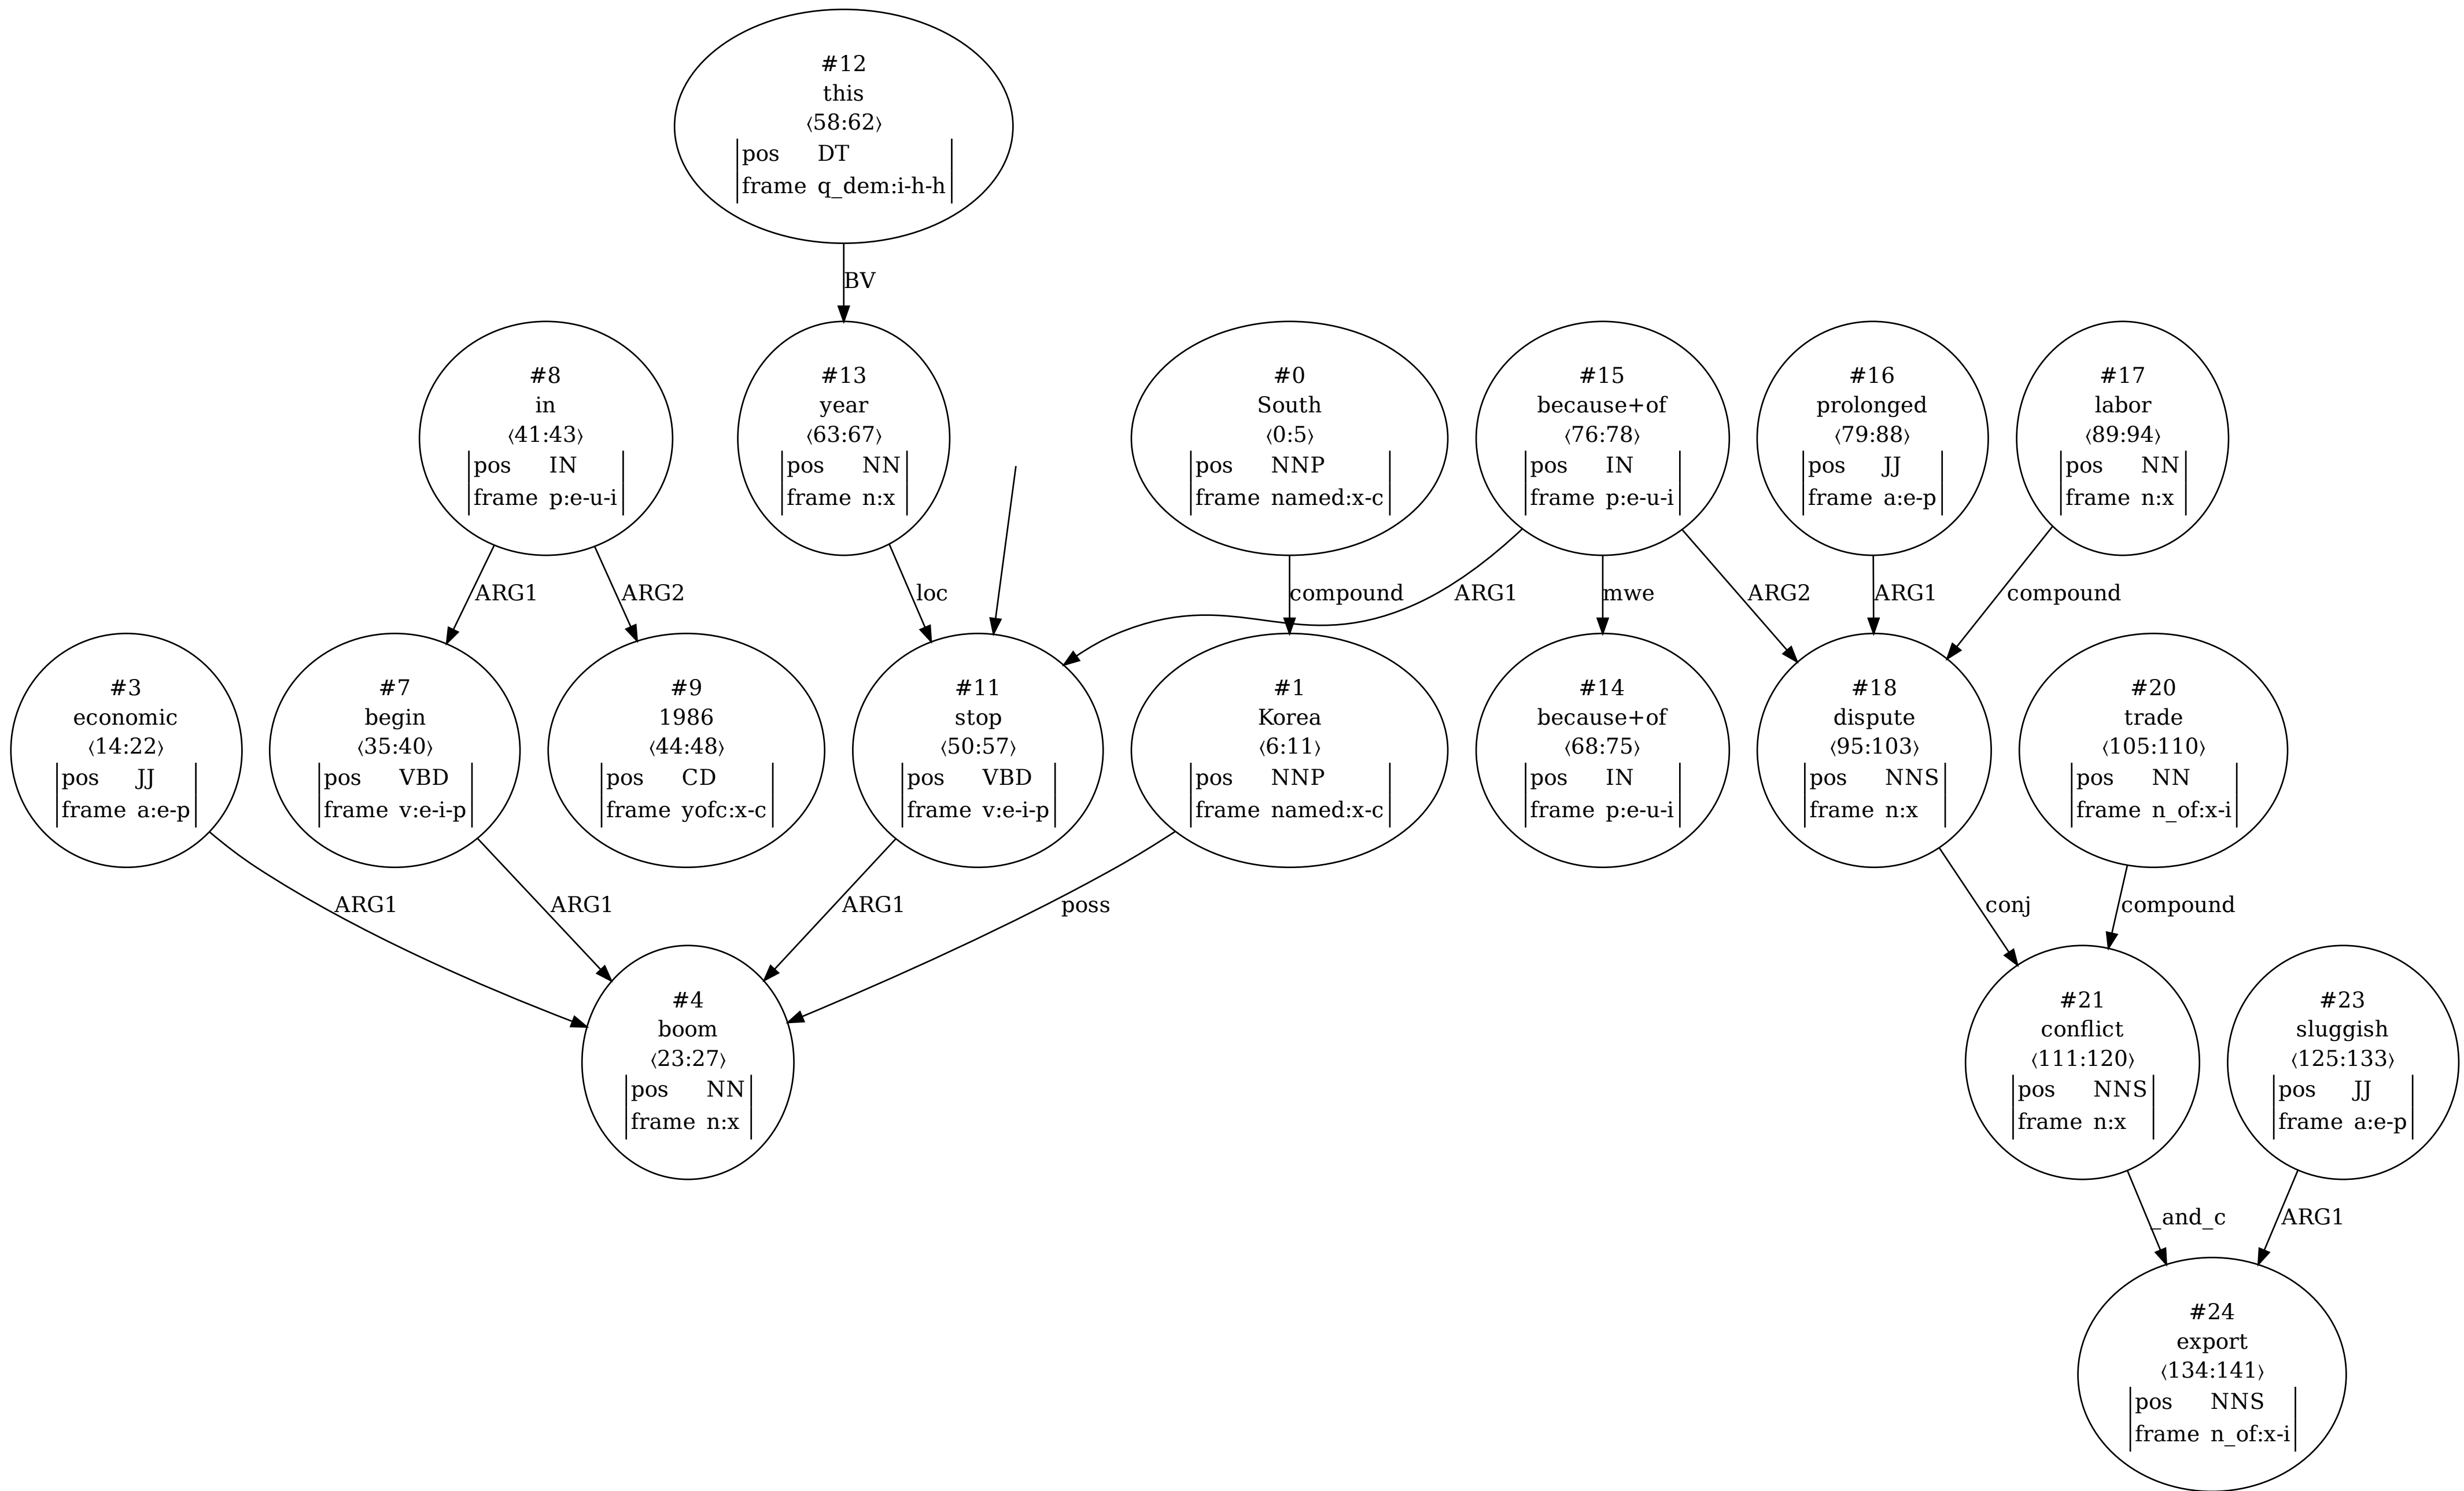 #12
this
⟨58:62⟩
pos DT
frame q_dem:i-h-h
BV
#8
in
⟨41:43⟩
pos IN
frame p:e-u-i
#13
year
⟨63:67⟩
pos NN
frame n:x
#0
South
⟨0:5⟩
pos NNP
frame named:x-c
#15
because+of
⟨76:78⟩
pos IN
frame p:e-u-i
#16
prolonged
⟨79:88⟩
pos JJ
frame a:e-p
#17
labor
⟨89:94⟩
pos NN
frame n:x
ARG1
ARG2
loc
compound
ARG1
mwe
ARG2
ARG1
compound
#3
economic
⟨14:22⟩
pos JJ
frame a:e-p
#7
begin
⟨35:40⟩
pos VBD
frame v:e-i-p
#9
1986
⟨44:48⟩
pos CD
frame yofc:x-c
#11
stop
⟨50:57⟩
pos VBD
frame v:e-i-p
#1
Korea
⟨6:11⟩
pos NNP
frame named:x-c
#14
because+of
⟨68:75⟩
pos IN
frame p:e-u-i
#18
dispute
⟨95:103⟩
pos NNS
frame n:x
#20
trade
⟨105:110⟩
pos NN
frame n_of:x-i
ARG1
ARG1
ARG1
poss
conj
compound
#4
boom
⟨23:27⟩
pos NN
frame n:x
#21
conflict
⟨111:120⟩
pos NNS
frame n:x
#23
sluggish
⟨125:133⟩
pos JJ
frame a:e-p
_and_c
ARG1
#24
export
⟨134:141⟩
pos NNS
frame n_of:x-i